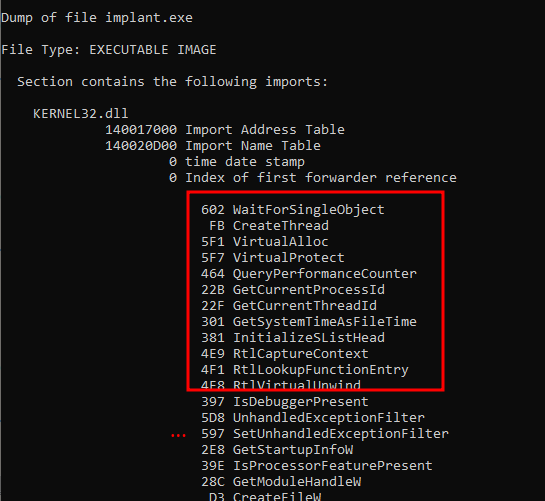 Dump of file implant.exe
File Type: EXECUTABLE IMAGE
Section contains the following imports:
KERNEL32.dll
140017000 Import Address Table
140020D00 Import Name Table
0 time date stamp
0 Index of first forwarder reference
602 WaitForSingleObject
FB CreateThread
5F1 VirtualAlloc
5F7 VirtualProtect
464 QueryPerformanceCounter
22B GetCurrentProcessId
22F GetCurrentThreadId
301 GetSystemTimeAsFileTime
381 InitializeSListHead
4E9 RtlCaptureContext
4F1 RtlLookupFunctionEntry
4F8 RtlVirtualUnwind
397 IsDebuggerPresent
5D8 UnhandledExceptionFilter
... 597 SetUnhandledExceptionFilter
2E8 GetStartupInfoW
39E IsProcessorFeaturePresent
28C GetModuleHandleW
D3 CreateFileW